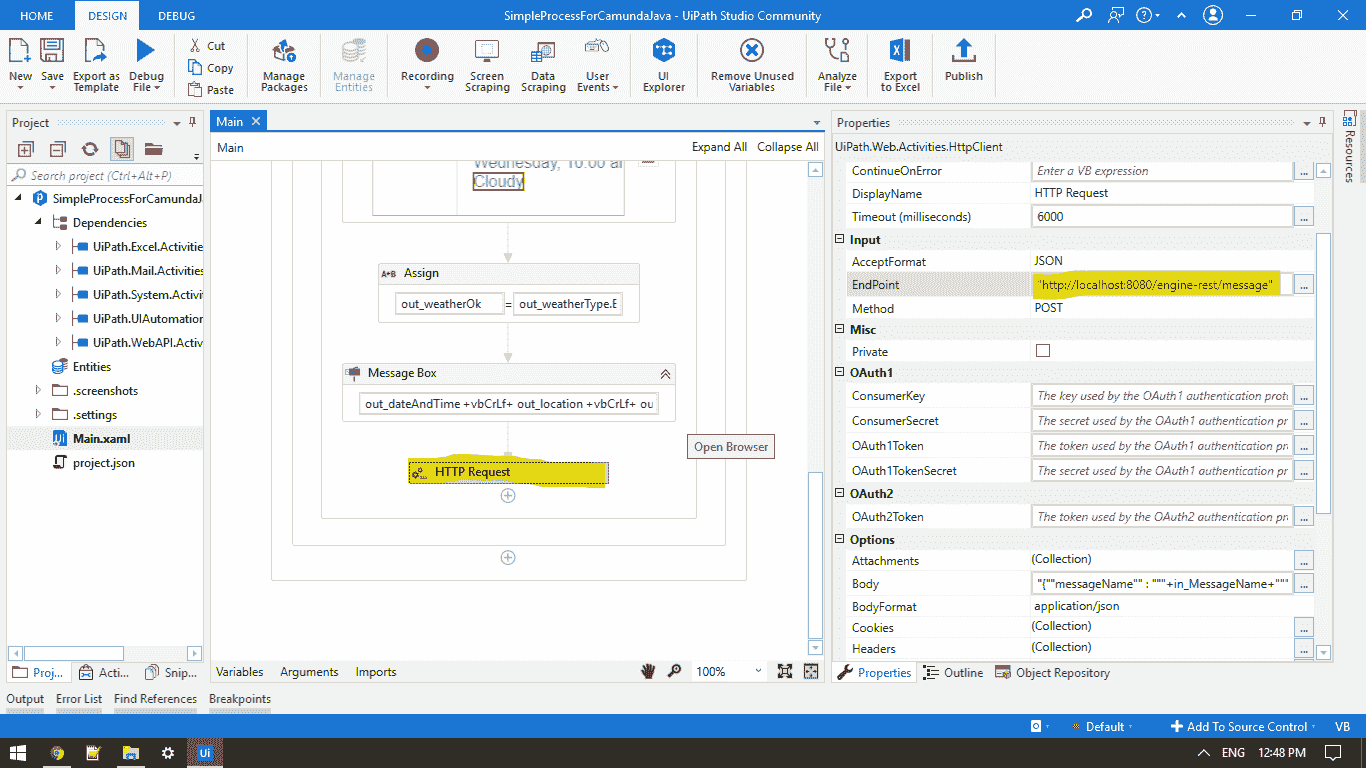 HOME DESIGN DEBUG SimpleProcessForCamundaJava - UiPath Studio Community
New Save Export as Template Debug File Cut Copy Paste Manage Packages Manage Entities Recording Screen Scraping Data Scraping User Events UI Explorer Remove Unused Variables Analyze File Export to Excel Publish
Project
Search project (Ctrl+Alt+P)
SimpleProcessForCamundaJ
Dependencies
UiPath.Excel.Activitie
UiPath.Mail.Activities
UiPath.System.Activi
UiPath.UIAutomation
UiPath.WebAPI.Activ
Entities
.screenshots
.settings
Main.xaml
project.json
Proj... Acti... Snip...
Main
Main Expand All Collapse All
Wednesday, 10:00 ar
Cloudy
A+B Assign
out_weatherOk = out_weatherType.E
Message Box
out_dateAndTime +vbCrLf+ out_location +vbCrLf+ ou
Open Browser
HTTP Request
Variables Arguments Imports 100%
Properties
UiPath.Web.Activities.HttpClient
ContinueOnError Enter a VB expression ...
DisplayName HTTP Request
Timeout (milliseconds) 6000 ...
Input
AcceptFormat JSON
EndPoint "http://localhost:8080/engine-rest/message" ...
Method POST
Misc
Private
OAuth1
ConsumerKey The key used by the OAuth1 authentication protu ...
ConsumerSecret The secret used by the OAuth1 authentication pr ...
OAuth1Token The token used by the OAuth1 authentication pr ...
OAuth1TokenSecret The secret used by the OAuth1 authentication pr ...
OAuth2
OAuth2Token The token used by the OAuth2 authentication pr ...
Options
Attachments (Collection) ...
Body "{""messageName"" : """+in_MessageName+""" ...
BodyFormat application/json
Cookies (Collection) ...
Headers (Collection) ...
Properties Outline Object Repository
Resources
Output Error List Find References Breakpoints
Default Add To Source Control VB
Ui ENG 12:48 PM